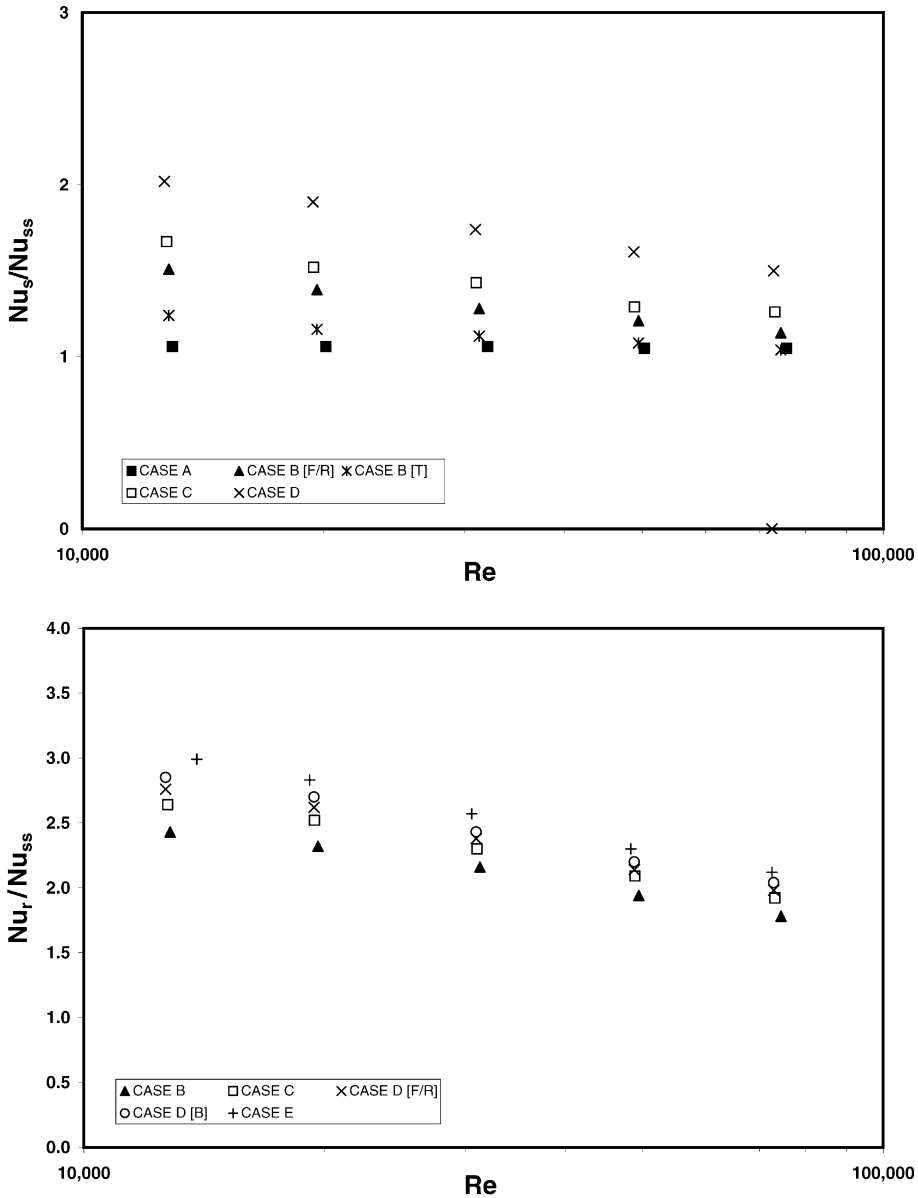 3
2
1
0
Nus/Nuss
CASE A CASE B [F/R] CASE B [T]
CASE C CASE D
10,000 100,000
Re
4.0
3.5
3.0
2.5
2.0
1.5
1.0
0.5
0.0
Nur/Nuss
CASE B CASE C CASE D [F/R]
CASE D [B] CASE E
10,000 100,000
Re